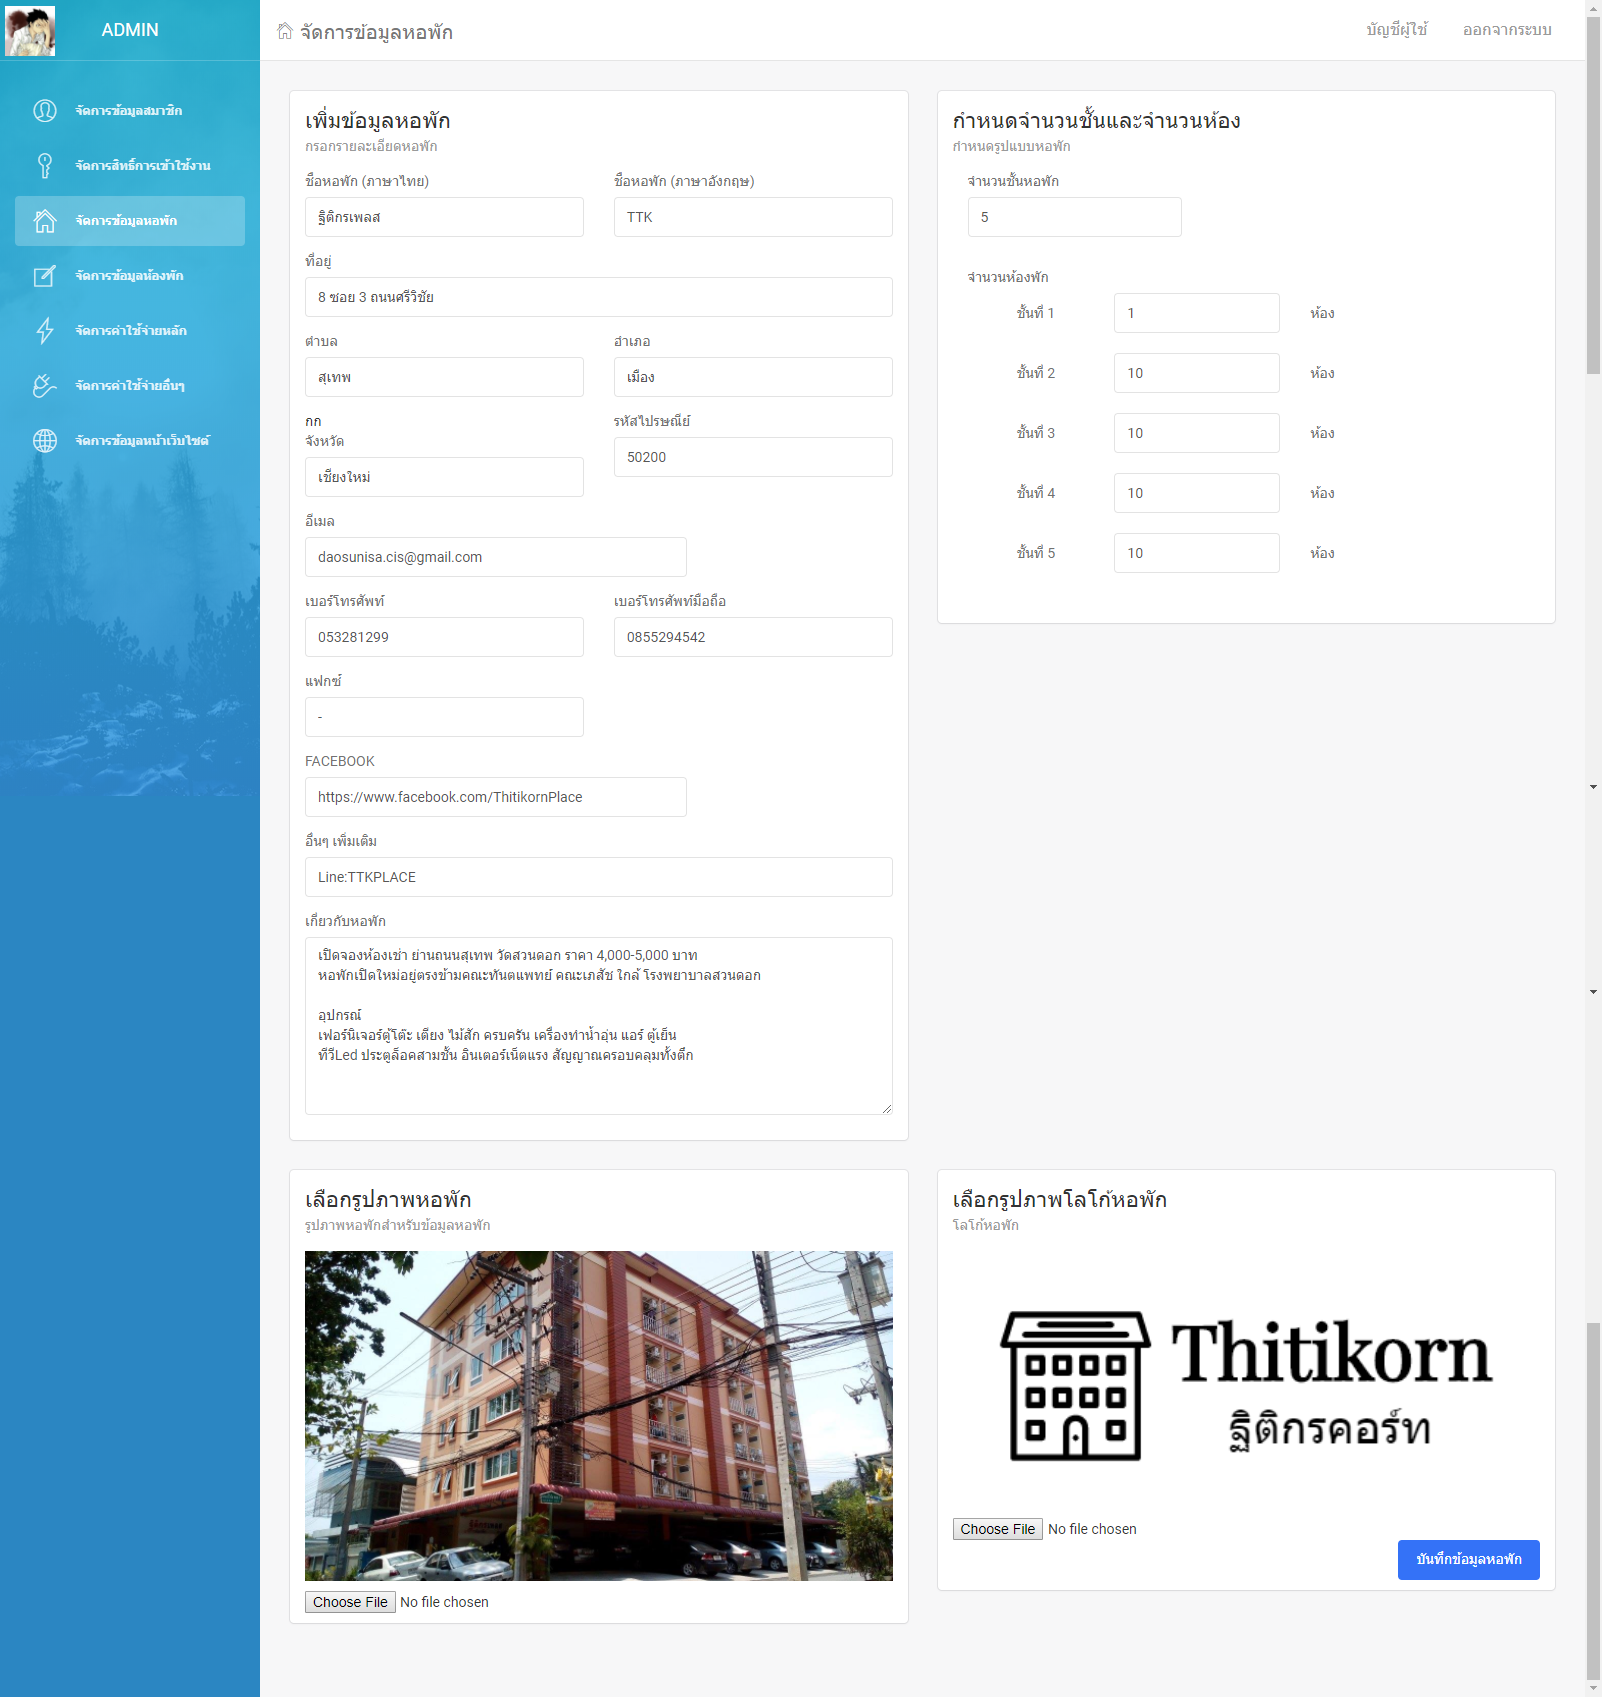 ADMIN
จัดการข้อมูลสมาชิก
จัดการสิทธิ์การเข้าใช้งาน
จัดการข้อมูลหอพัก
จัดการข้อมูลห้องพัก
จัดการค่าใช้จ่ายหลัก
จัดการค่าใช้จ่ายอื่นๆ
จัดการข้อมูลหน้าเว็บไซต์
จัดการข้อมูลหอพัก
บัญชีผู้ใช้ ออกจากระบบ
เพิ่มข้อมูลหอพัก
กรอกรายละเอียดหอพัก
ชื่อหอพัก (ภาษาไทย) ชื่อหอพัก (ภาษาอังกฤษ)
ฐิติกรเพลส TTK
ที่อยู่
8 ซอย 3 ถนนศรีวิชัย
ตำบล อำเภอ
สุเทพ เมือง
กก
จังหวัด รหัสไปรษณีย์
เชียงใหม่ 50200
อีเมล
daosunisa.cis@gmail.com
เบอร์โทรศัพท์ เบอร์โทรศัพท์มือถือ
053281299 0855294542
แฟกซ์
-
FACEBOOK
https://www.facebook.com/ThitikornPlace
อื่นๆ เพิ่มเติม
Line:TTKPLACE
เกี่ยวกับหอพัก
เปิดจองห้องเช่า ย่านถนนสุเทพ วัดสวนดอก ราคา 4,000-5,000 บาท
หอพักเปิดใหม่อยู่ตรงข้ามคณะทันตแพทย์ คณะเภสัช ใกล้ โรงพยาบาลสวนดอก
อุปกรณ์
เฟอร์นิเจอร์ตู้โต๊ะ เตียง ไม้สัก ครบครัน เครื่องทำน้ำอุ่น แอร์ ตู้เย็น
ทีวีLed ประตูล็อคสามชั้น อินเตอร์เน็ตแรง สัญญาณครอบคลุมทั้งตึก
กำหนดจำนวนชั้นและจำนวนห้อง
กำหนดรูปแบบหอพัก
จำนวนชั้นหอพัก
5
จำนวนห้องพัก
ชั้นที่ 1 1 ห้อง
ชั้นที่ 2 10 ห้อง
ชั้นที่ 3 10 ห้อง
ชั้นที่ 4 10 ห้อง
ชั้นที่ 5 10 ห้อง
เลือกรูปภาพหอพัก
รูปภาพหอพักสำหรับข้อมูลหอพัก
Choose File No file chosen
เลือกรูปภาพโลโก้หอพัก
โลโก้หอพัก
Thitikorn
ฐิติกรคอร์ท
Choose File No file chosen
บันทึกข้อมูลหอพัก